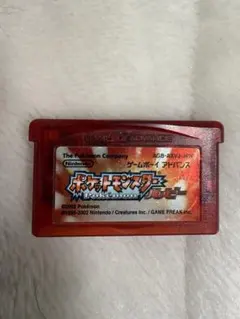 The Pokémon Company
Nintendo
ゲームボーイ アドバンス
ポケットモンスター
ルビー
©2002 Pokémon
©1995-2002 Nintendo / Creatures inc. / GAME FREAK inc.